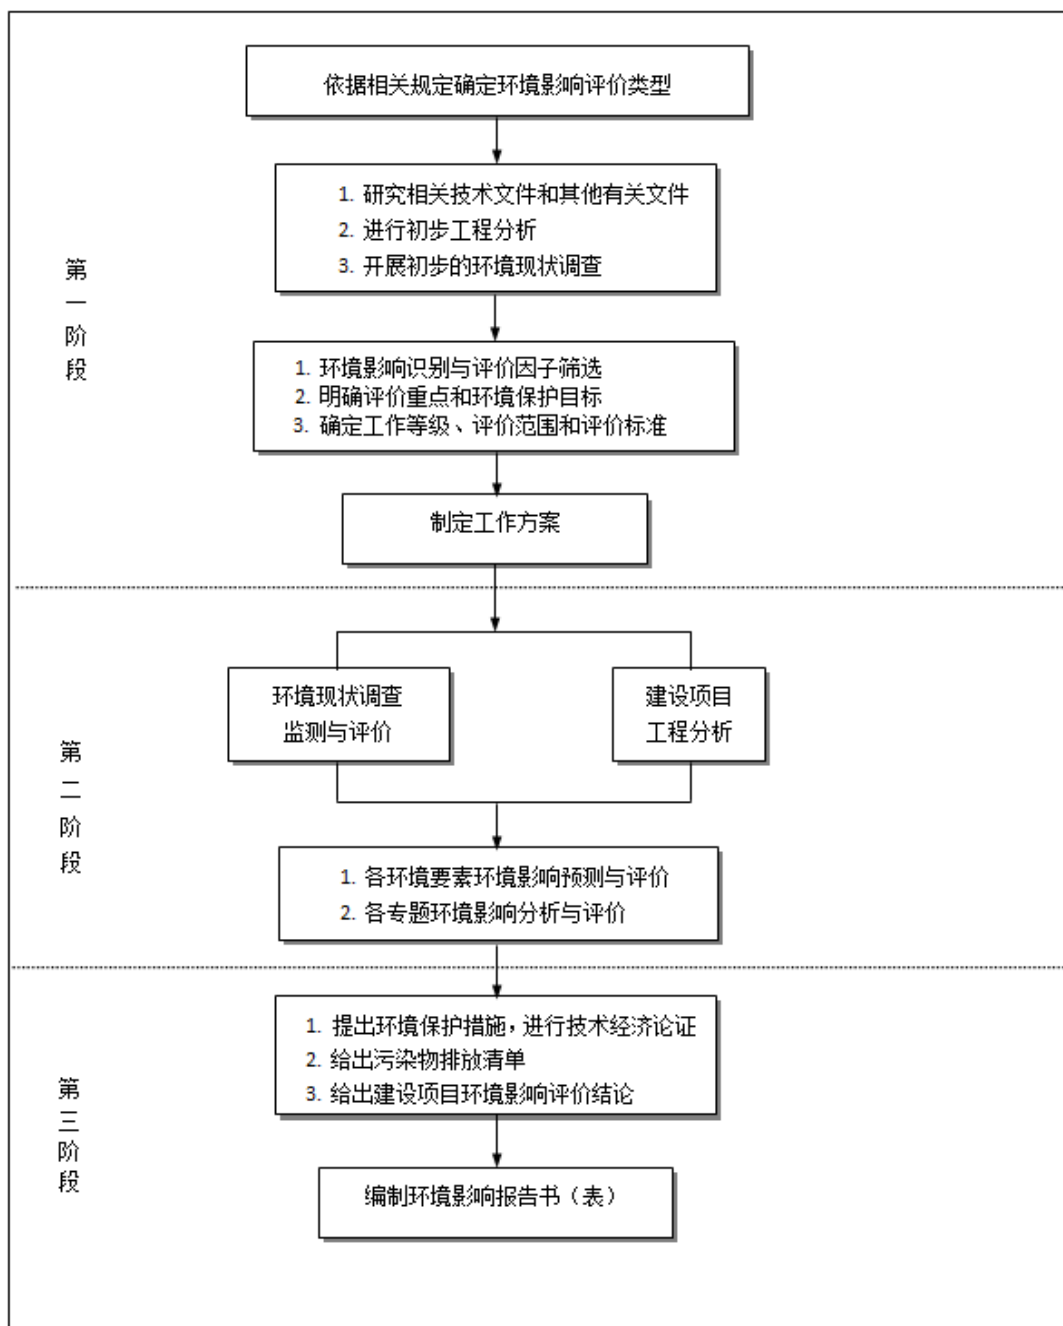 依据相关规定确定环境影响评价类型
1. 研究相关技术文件和其他有关文件
2. 进行初步工程分析
3. 开展初步的环境现状调查
第一阶段
1. 环境影响识别与评价因子筛选
2. 明确评价重点和环境保护目标
3. 确定工作等级、评价范围和评价标准
制定工作方案
环境现状调查
监测与评价
建设项目
工程分析
第二阶段
1. 各环境要素环境影响预测与评价
2. 各专题环境影响分析与评价
1. 提出环境保护措施，进行技术经济论证
2. 给出污染物排放清单
3. 给出建设项目环境影响评价结论
第三阶段
编制环境影响报告书（表）